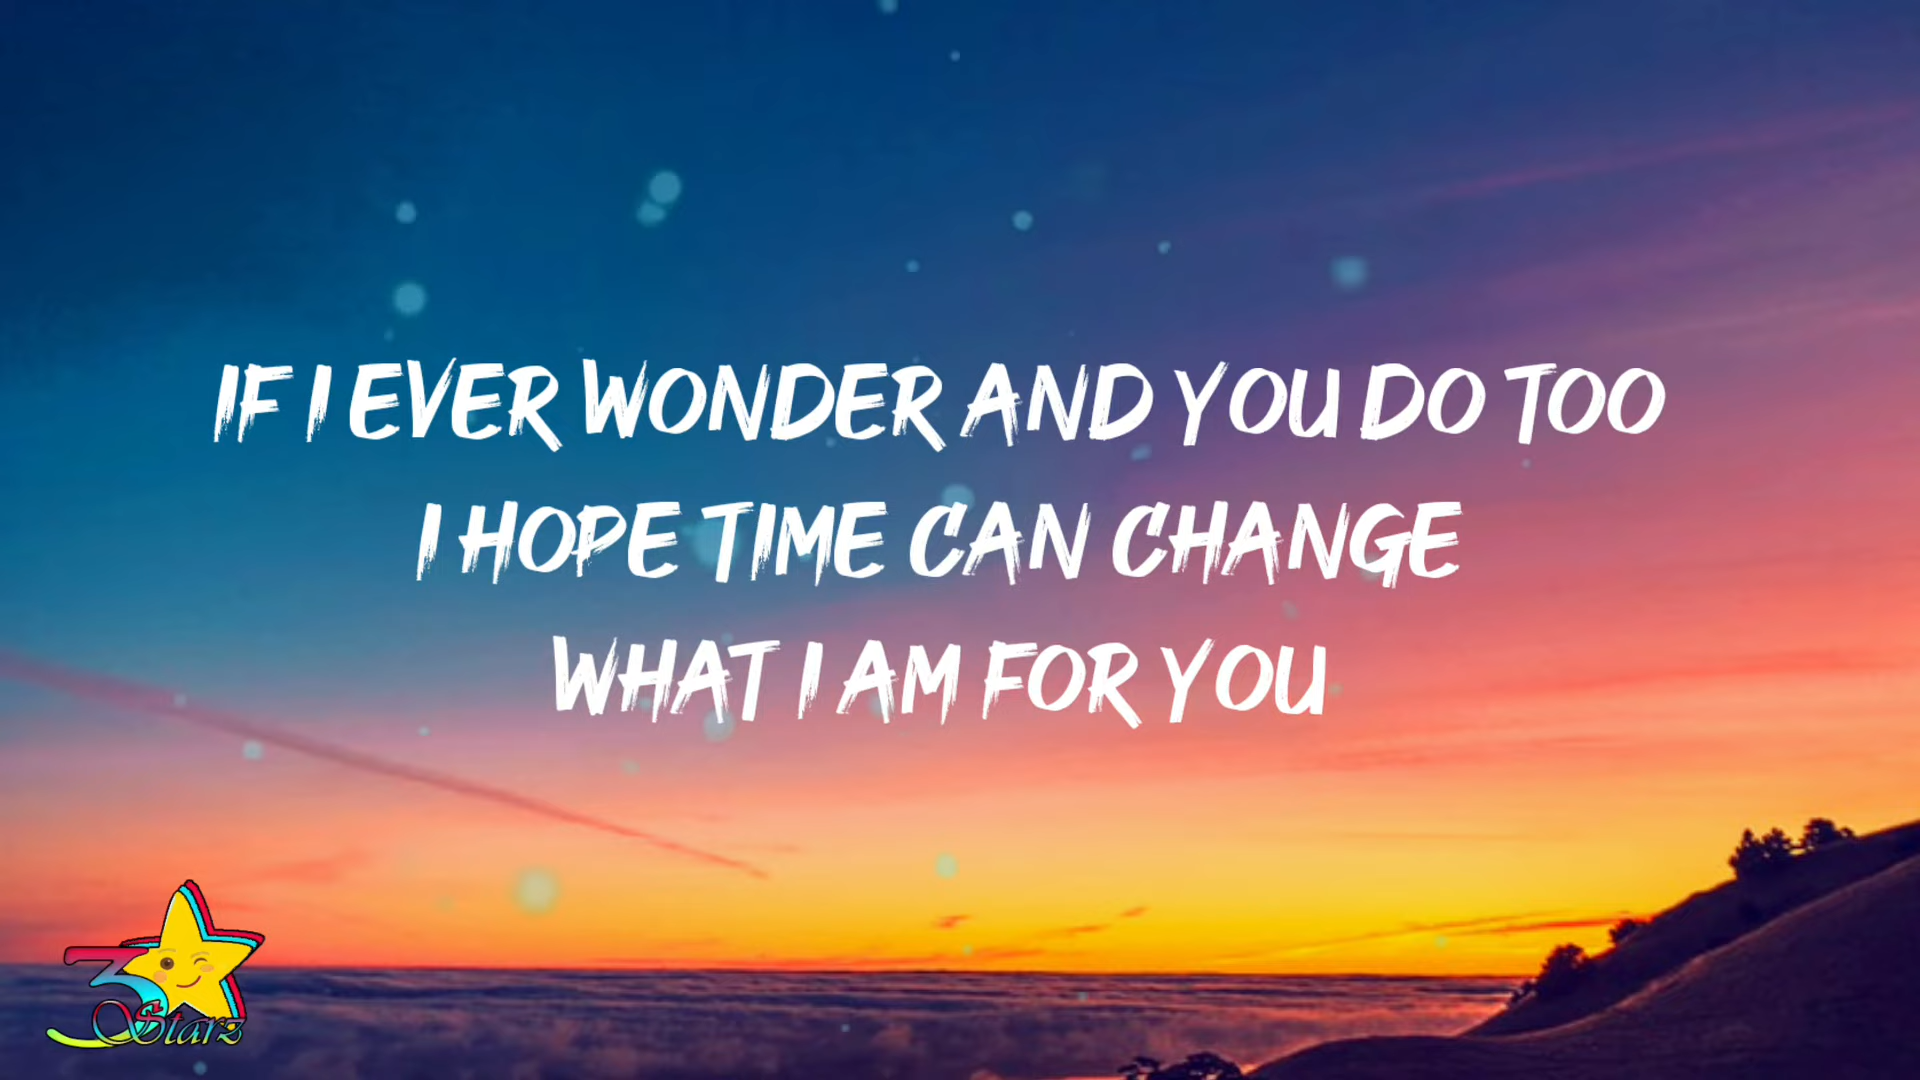 IF I EVER WONDER AND YOU DO TOO
I HOPE TIME CAN CHANGE
WHAT I AM FOR YOU
3
Starz